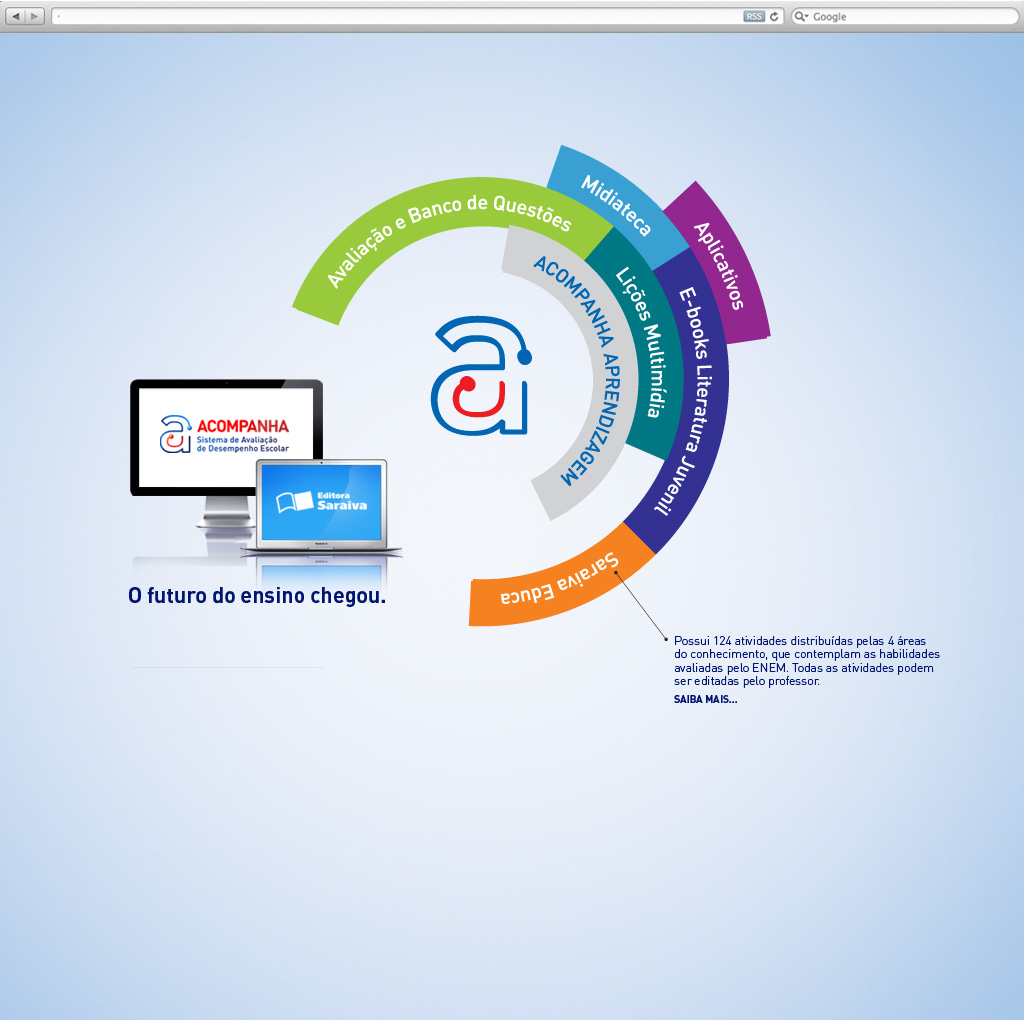 RSS
Google
Midiateca
Aplicativos
Avaliação e Banco de Questões
ACOMPANHA APRENDIZAGEM
Lições Multimídia
E-books Literatura Juvenil
ACOMPANHA
Sistema de Avaliação
de Desempenho Escolar
Editora
Saraiva
Saraiva Educa
O futuro do ensino chegou.
Possui 124 atividades distribuídas pelas 4 áreas
do conhecimento, que contemplam as habilidades
avaliadas pelo ENEM. Todas as atividades podem
ser editadas pelo professor.
SAIBA MAIS...